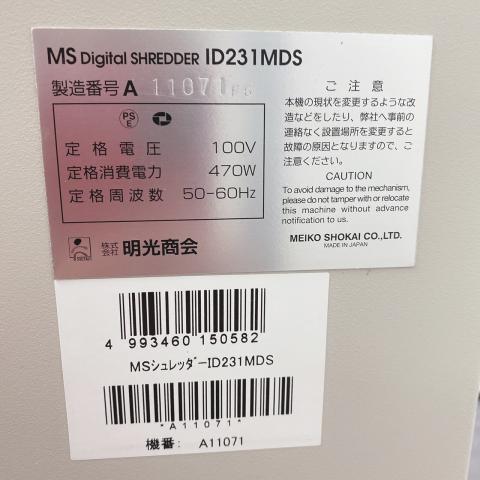 MS Digital SHREDDER ID231MDS
製造番号 A 11071
PS
E
定格電圧 100V
定格消費電力 470W
定格周波数 50-60Hz
株式会社 明光商会
ご注意
本機の現状を変更するような改
造などをしたり、弊社へ事前の
連絡なく設置場所を変更すると
故障の原因となりますので、ご
注意ください。
CAUTION
To avoid damage to the mechanism,
please do not tamper with or relocate
this machine without advance
notification to us.
MEIKO SHOKAI CO.,LTD.
MADE IN JAPAN
4 993460 150582
MSシュレッダーID231MDS
*A11071*
機番: A11071